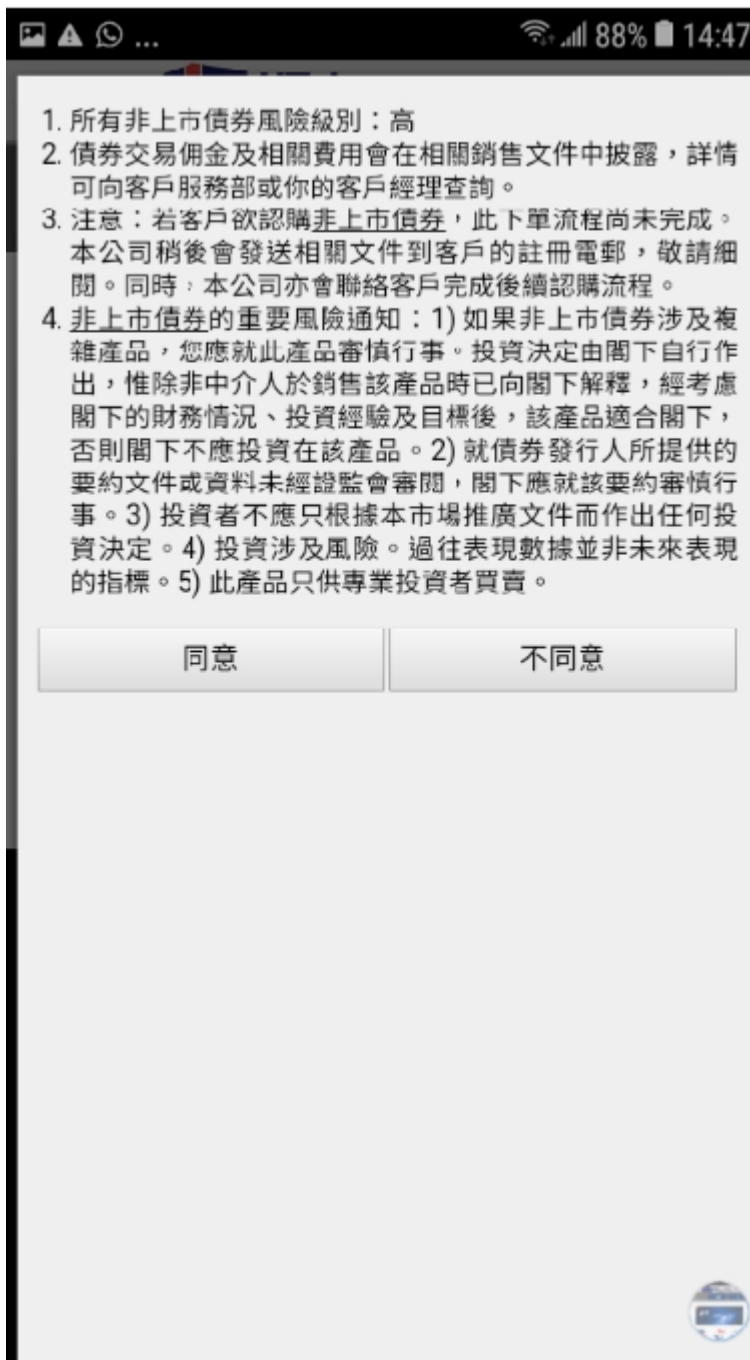 ... 88% 14:47
1. 所有非上市債券風險級別：高
2. 債券交易佣金及相關費用會在相關銷售文件中披露，詳情
可向客戶服務部或你的客戶經理查詢。
3. 注意：若客戶欲認購非上市債券，此下單流程尚未完成。
本公司稍後會發送相關文件到客戶的註冊電郵，敬請細
閱。同時，本公司亦會聯絡客戶完成後續認購流程。
4. 非上市債券的重要風險通知：1) 如果非上市債券涉及複
雜產品，您應就此產品審慎行事。投資決定由閣下自行作
出，惟除非中介人於銷售該產品時已向閣下解釋，經考慮
閣下的財務情況、投資經驗及目標後，該產品適合閣下，
否則閣下不應投資在該產品。2) 就債券發行人所提供的
要約文件或資料未經證監會審閱，閣下應就該要約審慎行
事。3) 投資者不應只根據本市場推廣文件而作出任何投
資決定。4) 投資涉及風險。過往表現數據並非未來表現
的指標。5) 此產品只供專業投資者買賣。
同意
不同意